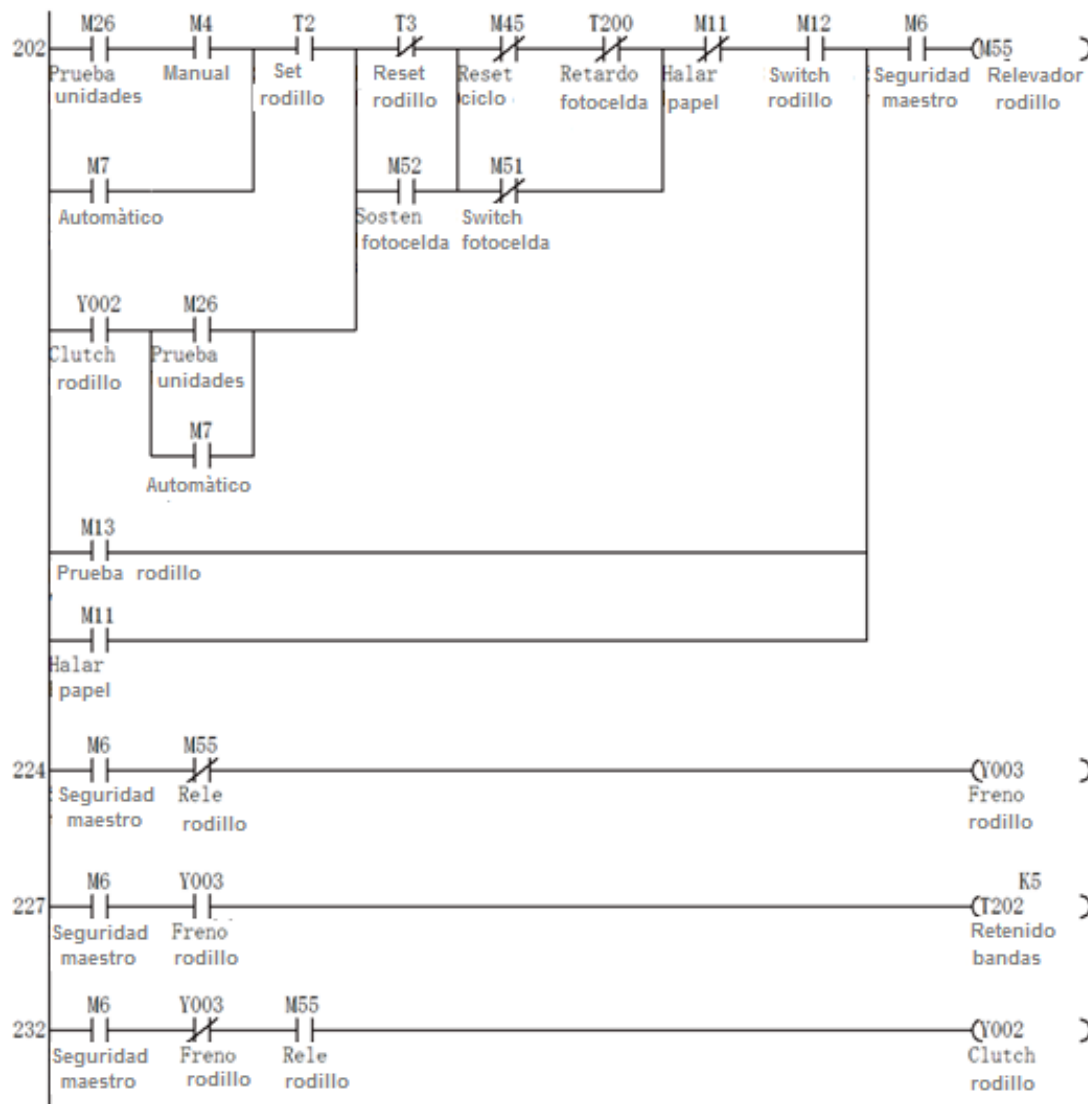 M26 M4 T2 T3 M45 T200 M11 M12 M6
202 (M55 )
Prueba unidades Manual Set rodillo Reset rodillo Reset ciclo Retardo fotocelda Halar papel Switch rodillo Seguridad maestro Relevador rodillo
M7 M52 M51
Automàtico Sosten fotocelda Switch fotocelda
Y002 M26
Clutch rodillo Prueba unidades
M7
Automàtico
M13
Prueba rodillo
M11
Halar papel
M6 M55
224 (Y003 )
Seguridad maestro Rele rodillo Freno rodillo
M6 Y003 K5
227 (T202 )
Seguridad maestro Freno rodillo Retenido bandas
M6 Y003 M55
232 (Y002 )
Seguridad maestro Freno rodillo Rele rodillo Clutch rodillo